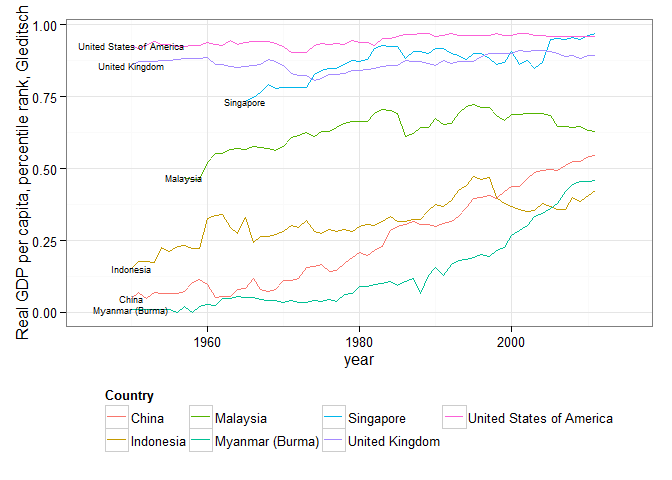 Real GDP per capita, percentile rank, Gleditsch
1.00
0.75
0.50
0.25
0.00
United States of America
United Kingdom
Singapore
Malaysia
Indonesia
China
Myanmar (Burma)
1960 1980 2000
year
Country
China Malaysia Singapore United States of America
Indonesia Myanmar (Burma) United Kingdom